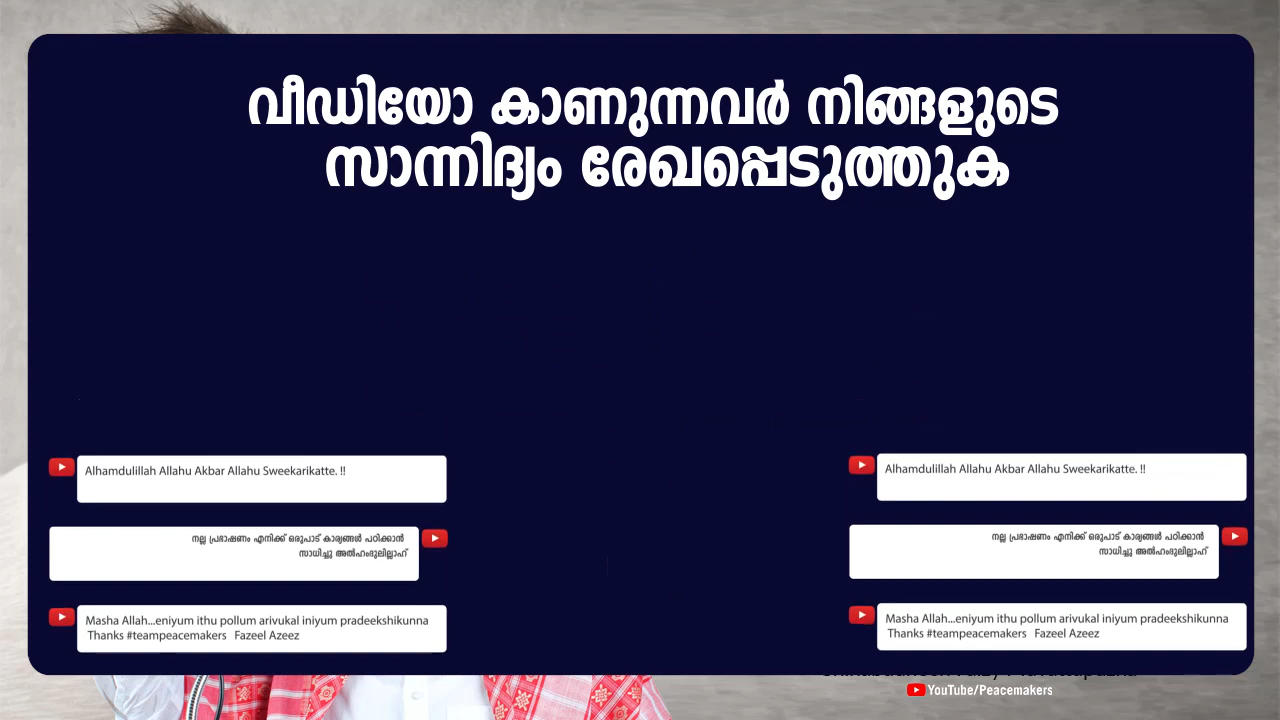 വീഡിയോ കാണുന്നവർ നിങ്ങളുടെ
സാന്നിദ്യം രേഖപ്പെടുത്തുക
Alhamdulillah Allahu Akbar Allahu Sweekarikatte. !!
നല്ല പ്രഭാഷണം എനിക്ക് ഒരുപാട് കാര്യങ്ങൾ പഠിക്കാൻ
സാധിച്ചു അൽഹംദുലില്ലാഹ്
Masha Allah...eniyum ithu pollum arivukal iniyum pradeekshikunna
Thanks #teampeacemakers Fazeel Azeez
Alhamdulillah Allahu Akbar Allahu Sweekarikatte. !!
നല്ല പ്രഭാഷണം എനിക്ക് ഒരുപാട് കാര്യങ്ങൾ പഠിക്കാൻ
സാധിച്ചു അൽഹംദുലില്ലാഹ്
Masha Allah...eniyum ithu pollum arivukal iniyum pradeekshikunna
Thanks #teampeacemakers Fazeel Azeez
YouTube/Peacemakers